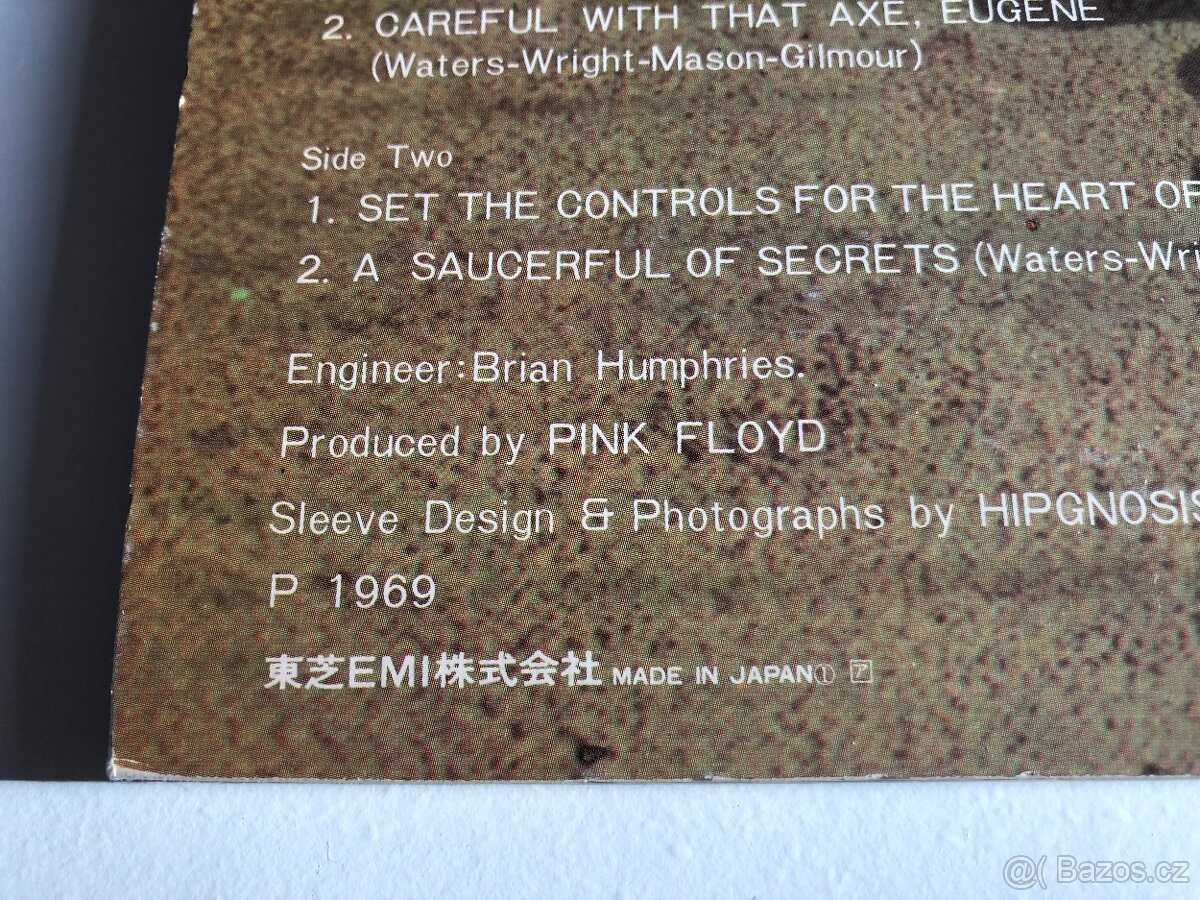 2. CAREFUL WITH THAT AXE, EUGENE
(Waters-Wright-Mason-Gilmour)
Side Two
1. SET THE CONTROLS FOR THE HEART OF
2. A SAUCERFUL OF SECRETS (Waters-Wri
Engineer:Brian Humphries.
Produced by PINK FLOYD
Sleeve Design & Photographs by HIPGNOSIS
P 1969
東芝EMI株式会社 MADE IN JAPAN① ㋐
@( Bazos.cz